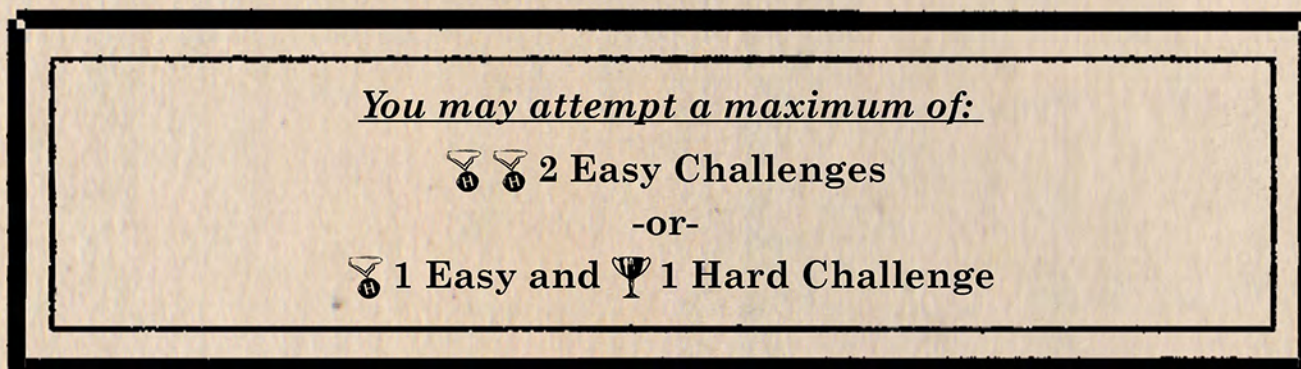 You may attempt a maximum of:
2 Easy Challenges
-or-
1 Easy and 1 Hard Challenge